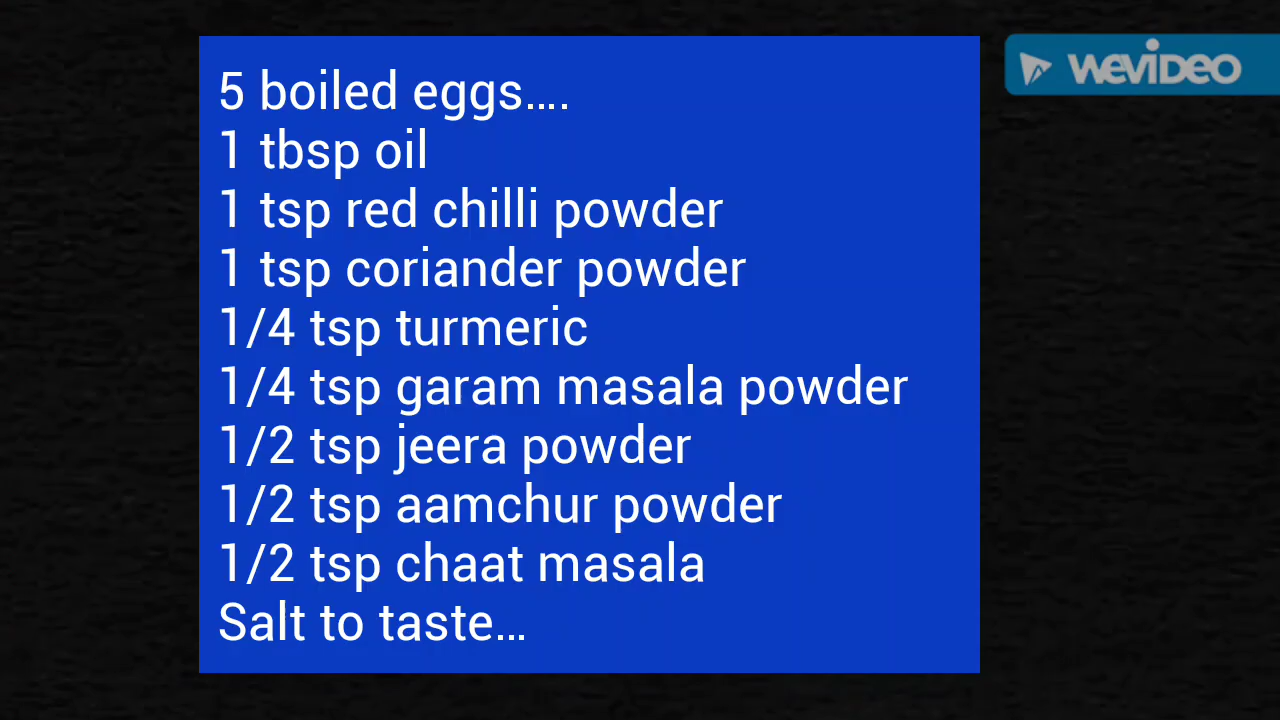 5 boiled eggs....
1 tbsp oil
1 tsp red chilli powder
1 tsp coriander powder
1/4 tsp turmeric
1/4 tsp garam masala powder
1/2 tsp jeera powder
1/2 tsp aamchur powder
1/2 tsp chaat masala
Salt to taste...
WEVIDEO